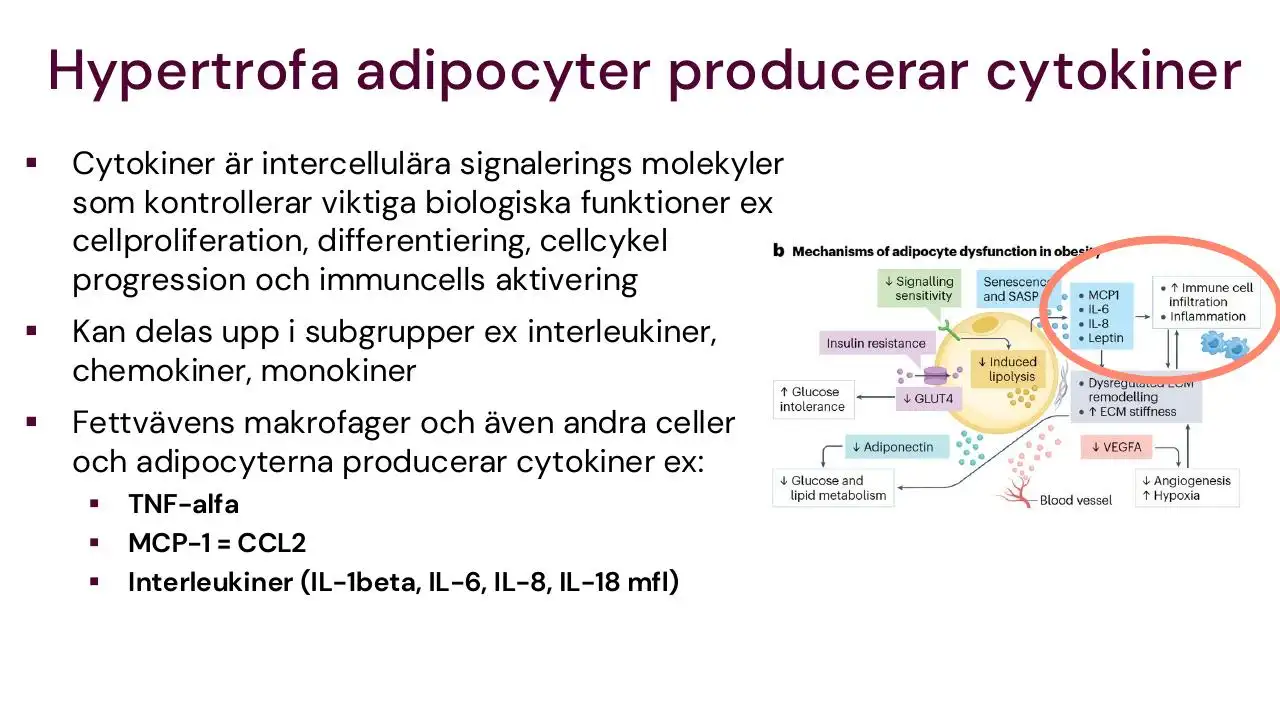 Hypertrofa adipocyter producerar cytokiner
▪ Cytokiner är intercellulära signalerings molekyler
som kontrollerar viktiga biologiska funktioner ex
cellproliferation, differentiering, cellcykel
progression och immuncells aktivering
▪ Kan delas upp i subgrupper ex interleukiner,
chemokiner, monokiner
▪ Fettvävens makrofager och även andra celler
och adipocyterna producerar cytokiner ex:
▪ TNF-alfa
▪ MCP-1 = CCL2
▪ Interleukiner (IL-1beta, IL-6, IL-8, IL-18 mfl)
b Mechanisms of adipocyte dysfunction in obesity
↓ Signalling
sensitivity
Senescence
and SASP
• MCP1
• IL-6
• IL-8
• Leptin
• ↑ Immune cell
infiltration
• Inflammation
Insulin resistance
↓ Induced
lipolysis
↑ Glucose
intolerance
↓ GLUT4
• Dysregulated ECM
remodelling
• ↑ ECM stiffness
↓ Adiponectin
↓ VEGFA
↓ Glucose and
lipid metabolism
Blood vessel
↓ Angiogenesis
↑ Hypoxia